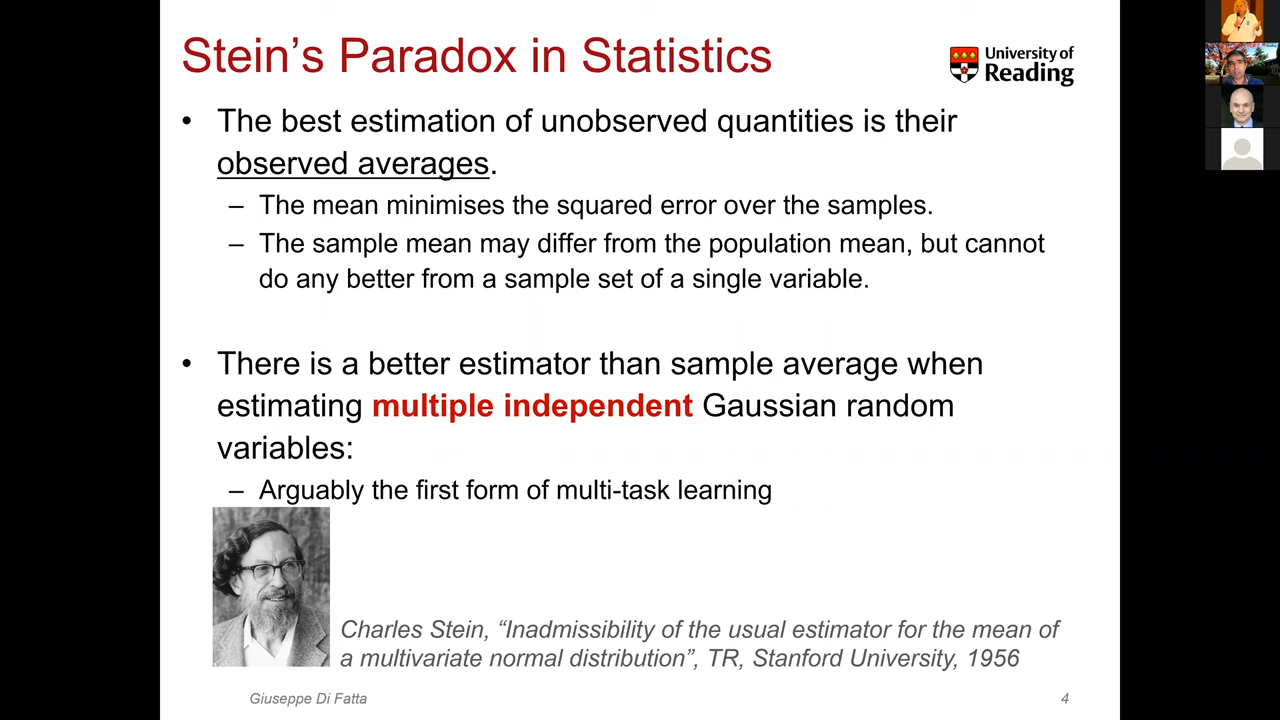 Stein’s Paradox in Statistics
University of
Reading
• The best estimation of unobserved quantities is their
observed averages.
– The mean minimises the squared error over the samples.
– The sample mean may differ from the population mean, but cannot
do any better from a sample set of a single variable.
• There is a better estimator than sample average when
estimating multiple independent Gaussian random
variables:
– Arguably the first form of multi-task learning
Charles Stein, “Inadmissibility of the usual estimator for the mean of
a multivariate normal distribution”, TR, Stanford University, 1956
Giuseppe Di Fatta
4